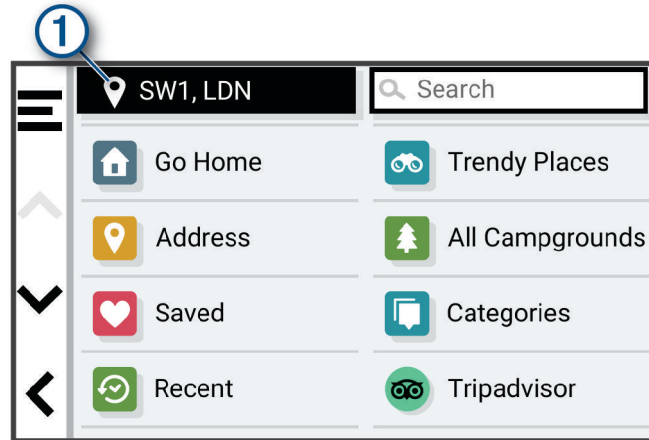 1
SW1, LDN
Search
Go Home
Trendy Places
Address
All Campgrounds
Saved
Categories
Recent
Tripadvisor